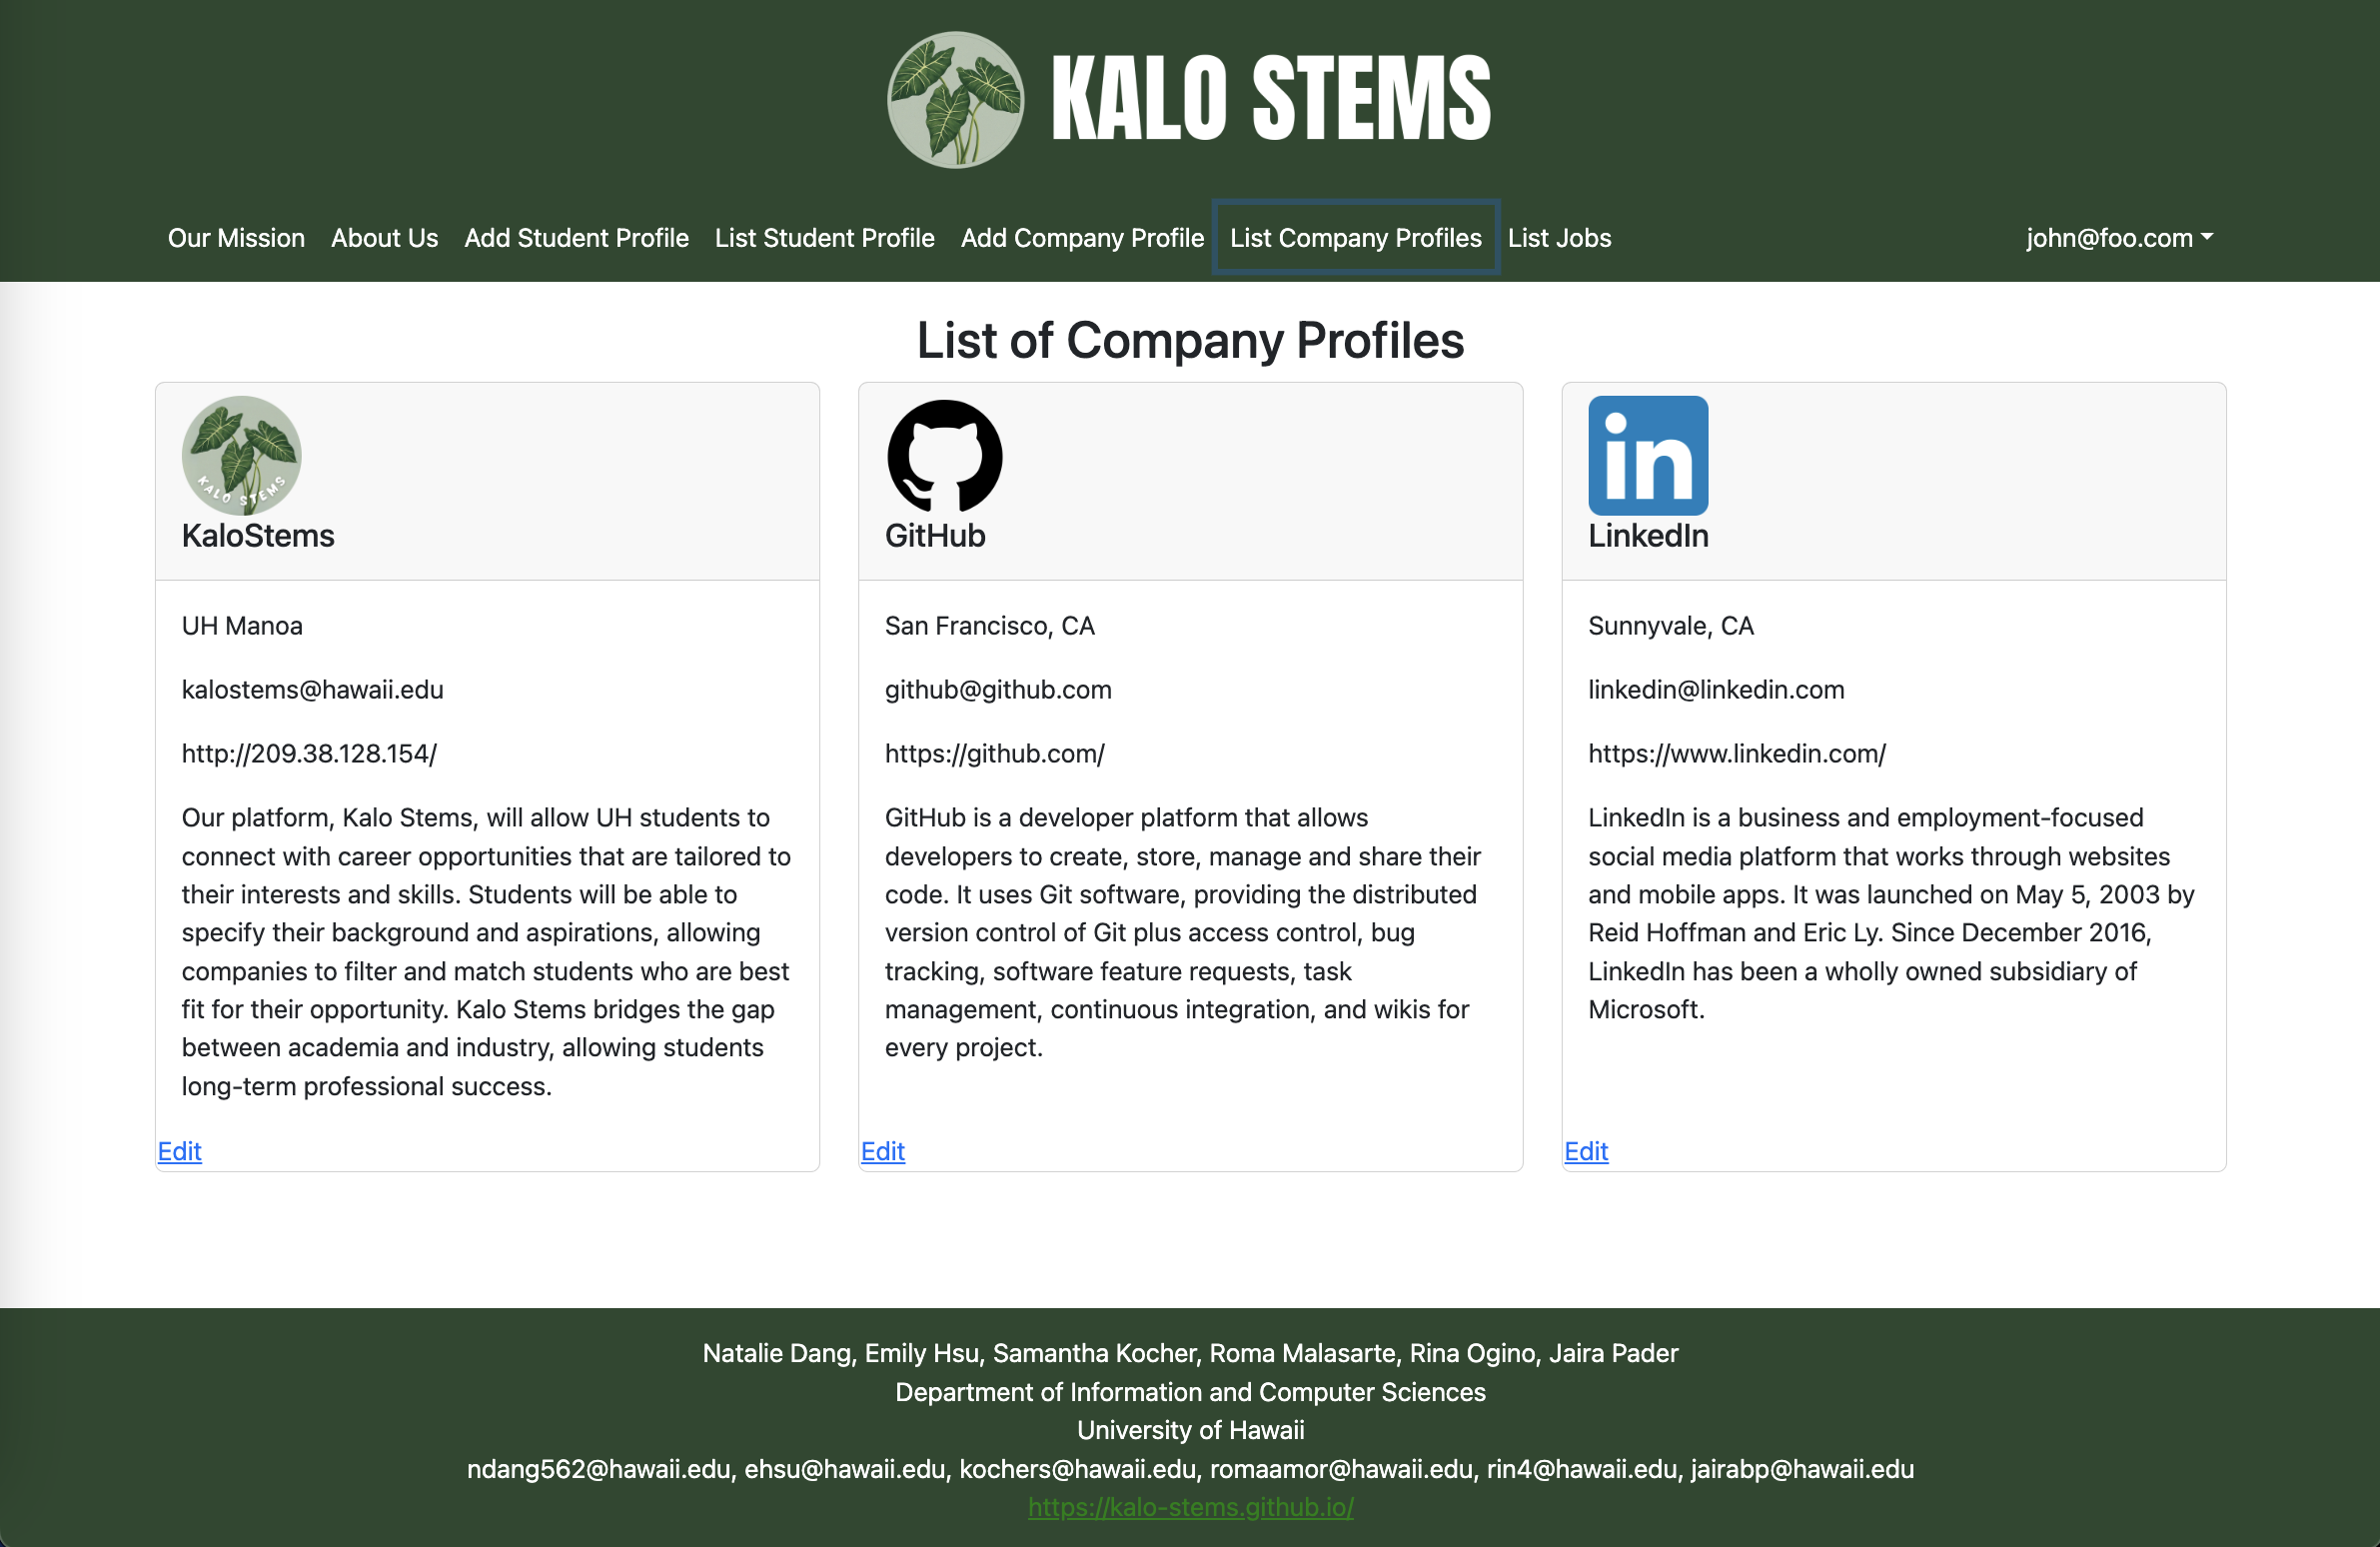 KALO STEMS
Our Mission About Us Add Student Profile List Student Profile Add Company Profile List Company Profiles List Jobs john@foo.com
List of Company Profiles
KALO STEMS
KaloStems
UH Manoa
kalostems@hawaii.edu
http://209.38.128.154/
Our platform, Kalo Stems, will allow UH students to
connect with career opportunities that are tailored to
their interests and skills. Students will be able to
specify their background and aspirations, allowing
companies to filter and match students who are best
fit for their opportunity. Kalo Stems bridges the gap
between academia and industry, allowing students
long-term professional success.
Edit
GitHub
San Francisco, CA
github@github.com
https://github.com/
GitHub is a developer platform that allows
developers to create, store, manage and share their
code. It uses Git software, providing the distributed
version control of Git plus access control, bug
tracking, software feature requests, task
management, continuous integration, and wikis for
every project.
Edit
in
LinkedIn
Sunnyvale, CA
linkedin@linkedin.com
https://www.linkedin.com/
LinkedIn is a business and employment-focused
social media platform that works through websites
and mobile apps. It was launched on May 5, 2003 by
Reid Hoffman and Eric Ly. Since December 2016,
LinkedIn has been a wholly owned subsidiary of
Microsoft.
Edit
Natalie Dang, Emily Hsu, Samantha Kocher, Roma Malasarte, Rina Ogino, Jaira Pader
Department of Information and Computer Sciences
University of Hawaii
ndang562@hawaii.edu, ehsu@hawaii.edu, kochers@hawaii.edu, romaamor@hawaii.edu, rin4@hawaii.edu, jairabp@hawaii.edu
https://kalo-stems.github.io/